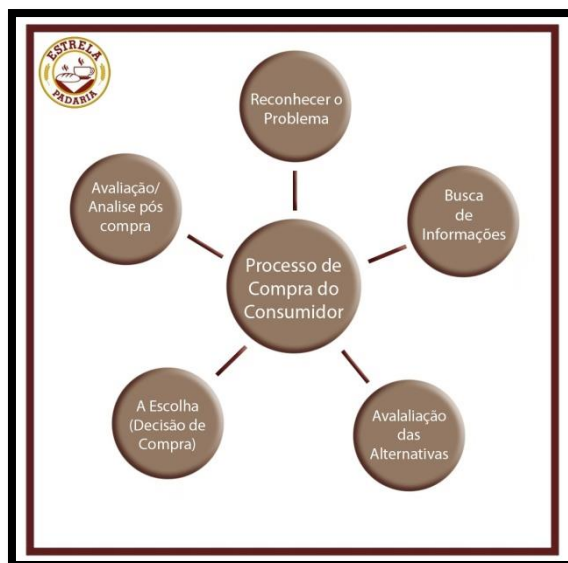 ESTRELA
PADARIA
Reconhecer o
Problema
Busca
de
Informações
Avalaliação
das
Alternativas
A Escolha
(Decisão de
Compra)
Avaliação/
Analise pós
compra
Processo de
Compra do
Consumidor